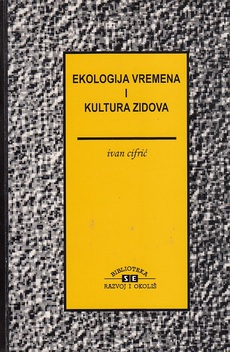 EKOLOGIJA VREMENA
I
KULTURA ZIDOVA
ivan cifrić
BIBLIOTEKA
SE
RAZVOJ I OKOLIŠ